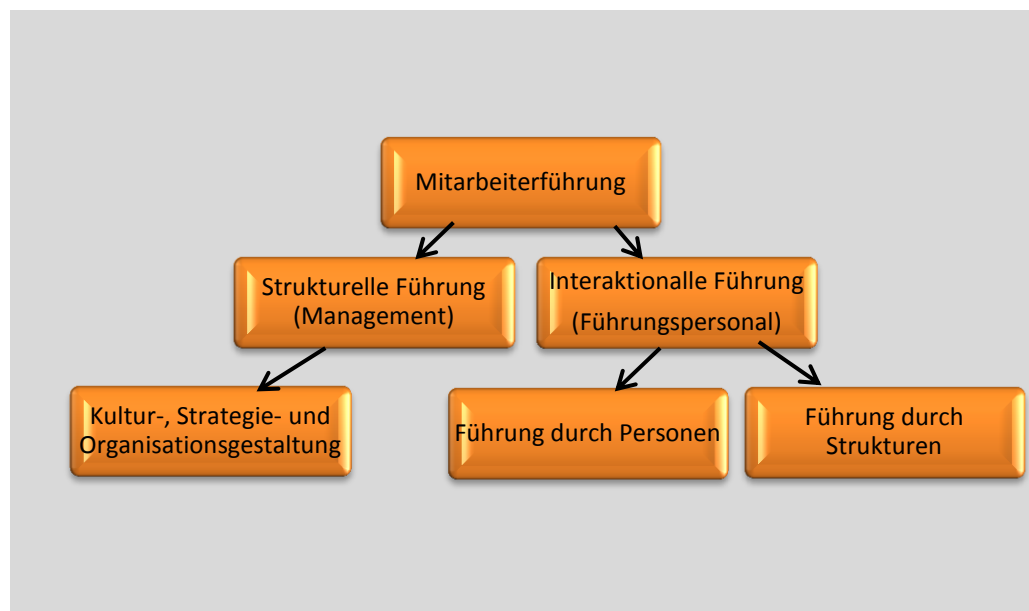 Mitarbeiterführung
Strukturelle Führung
(Management)
Interaktionalle Führung
(Führungspersonal)
Kultur-, Strategie- und
Organisationsgestaltung
Führung durch Personen
Führung durch
Strukturen